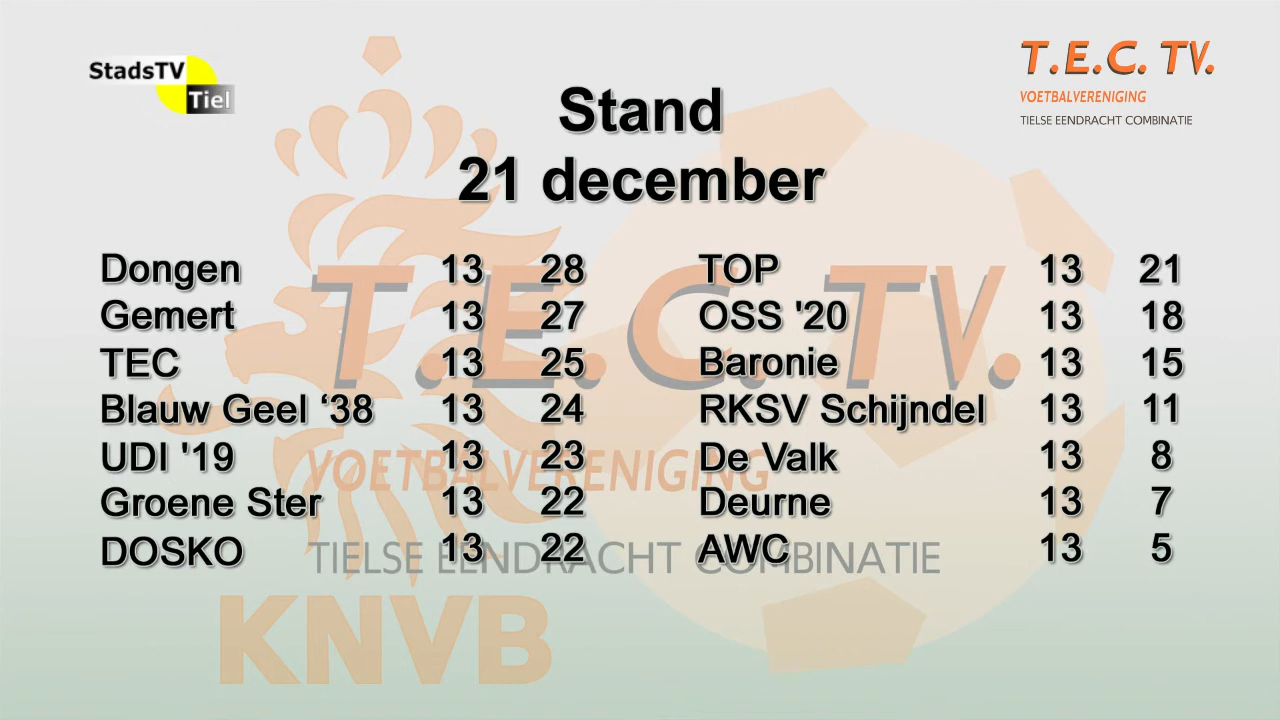 StadsTV
Tiel
T.E.C. TV.
VOETBALVERENIGING
TIELSE EENDRACHT COMBINATIE
Stand
21 december
Dongen 13 28
Gemert 13 27
TEC 13 25
Blauw Geel ‘38 13 24
UDI '19 13 23
Groene Ster 13 22
DOSKO 13 22
TOP 13 21
OSS '20 13 18
Baronie 13 15
RKSV Schijndel 13 11
De Valk 13 8
Deurne 13 7
AWC 13 5
T.E.C. TV.
VOETBALVERENIGING
TIELSE EENDRACHT COMBINATIE
KNVB